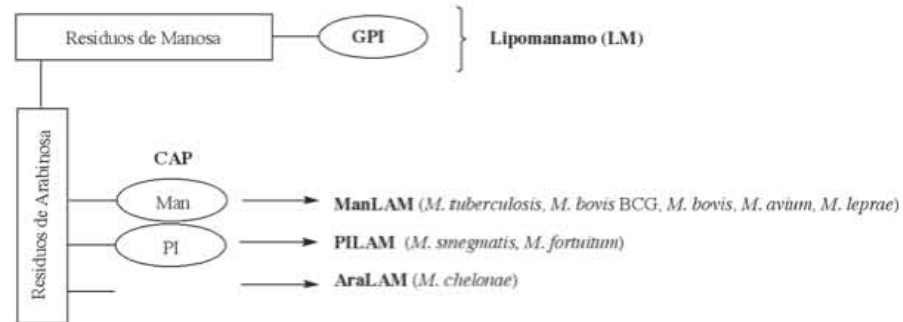 Residuos de Manosa
GPI
Lipomanamo (LM)
Residuos de Arabinosa
CAP
Man
ManLAM (M. tuberculosis, M. bovis BCG, M. bovis, M. avium, M. leprae)
PI
PILAM (M. smegmatis, M. fortuitum)
AraLAM (M. chelonae)